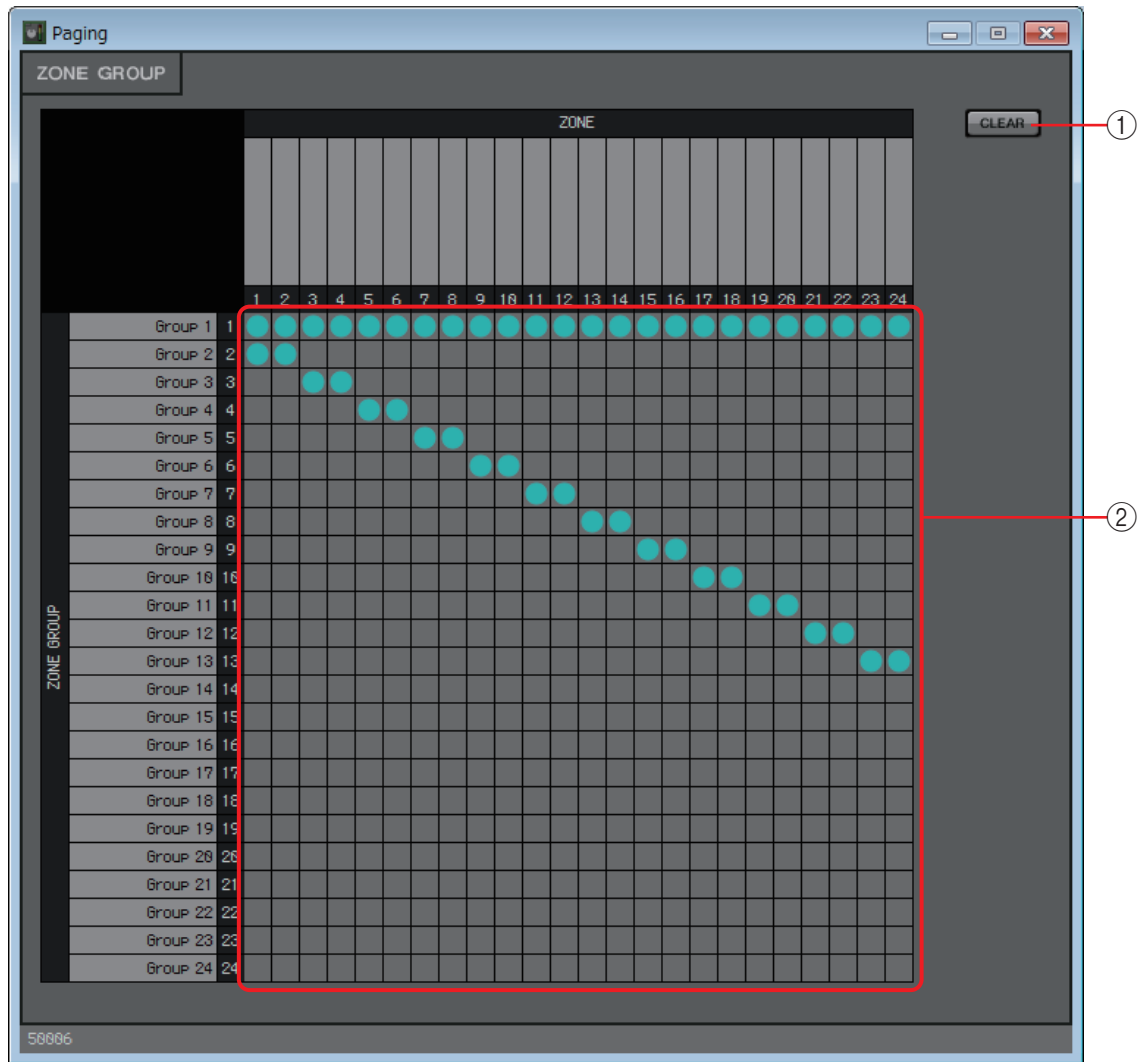 Paging
ZONE GROUP
ZONE
CLEAR
①
1 2 3 4 5 6 7 8 9 10 11 12 13 14 15 16 17 18 19 20 21 22 23 24
Group 1 1
Group 2 2
Group 3 3
Group 4 4
Group 5 5
Group 6 6
Group 7 7
Group 8 8
②
Group 9 9
Group 10 10
Group 11 11
Group 12 12
Group 13 13
Group 14 14
Group 15 15
Group 16 16
Group 17 17
Group 18 18
Group 19 19
Group 20 20
Group 21 21
Group 22 22
Group 23 23
Group 24 24
ZONE GROUP
50006